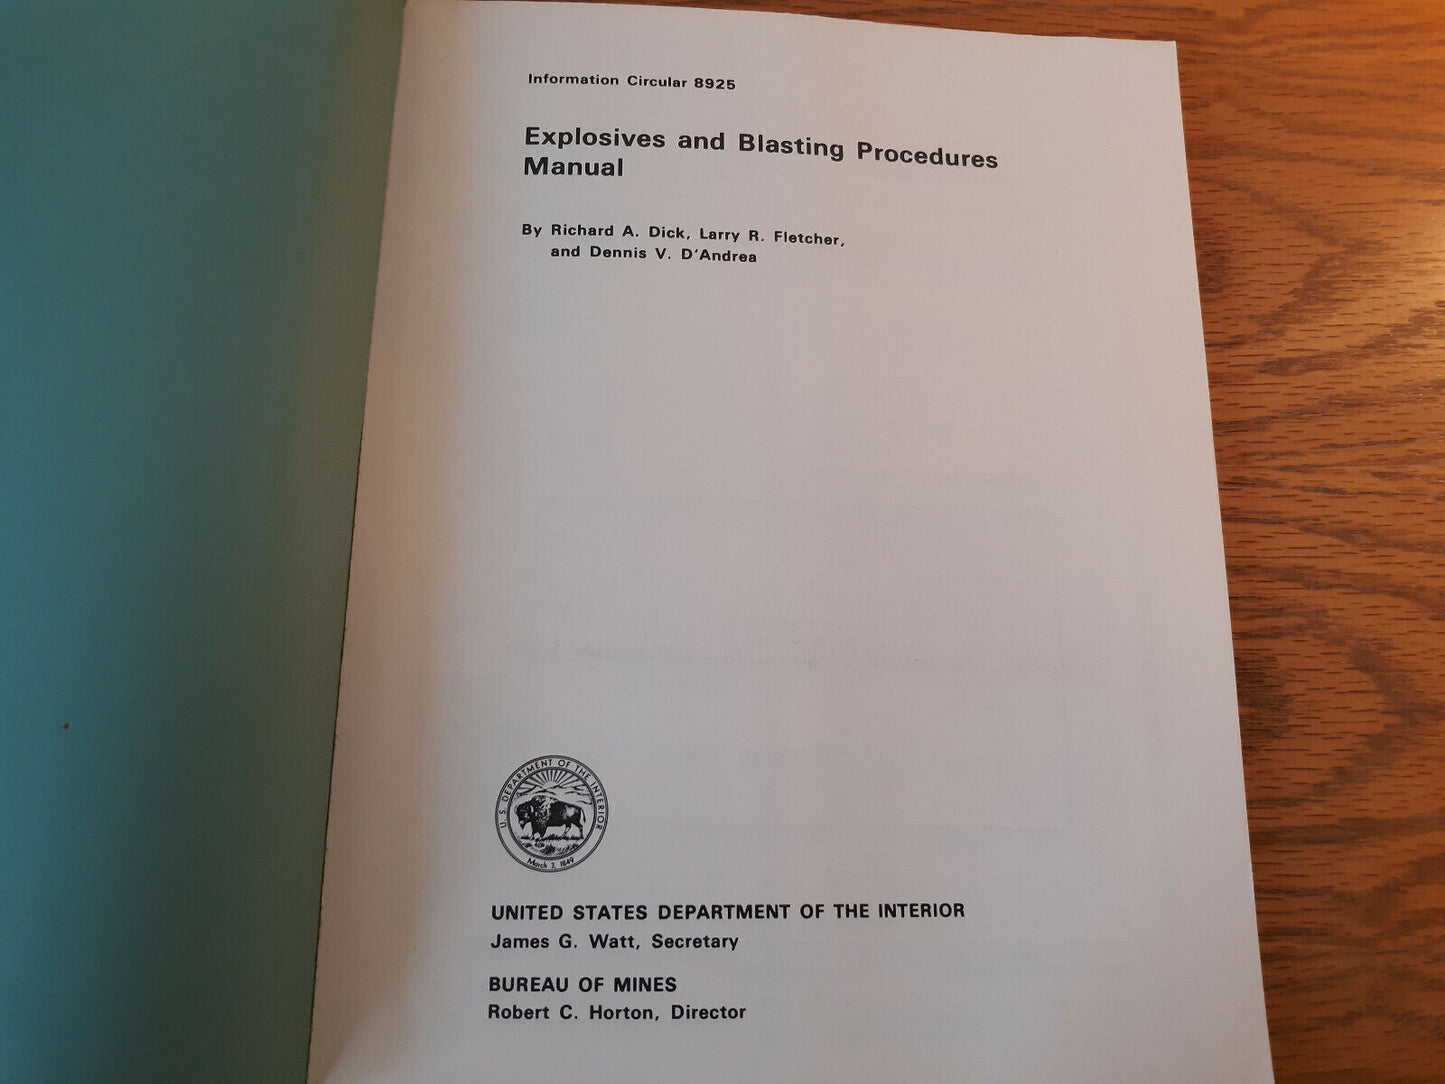 Information Circular 8925
Explosives and Blasting Procedures
Manual
By Richard A. Dick, Larry R. Fletcher,
and Dennis V. D'Andrea
U.S. DEPARTMENT OF THE INTERIOR
March 3, 1849
UNITED STATES DEPARTMENT OF THE INTERIOR
James G. Watt, Secretary
BUREAU OF MINES
Robert C. Horton, Director